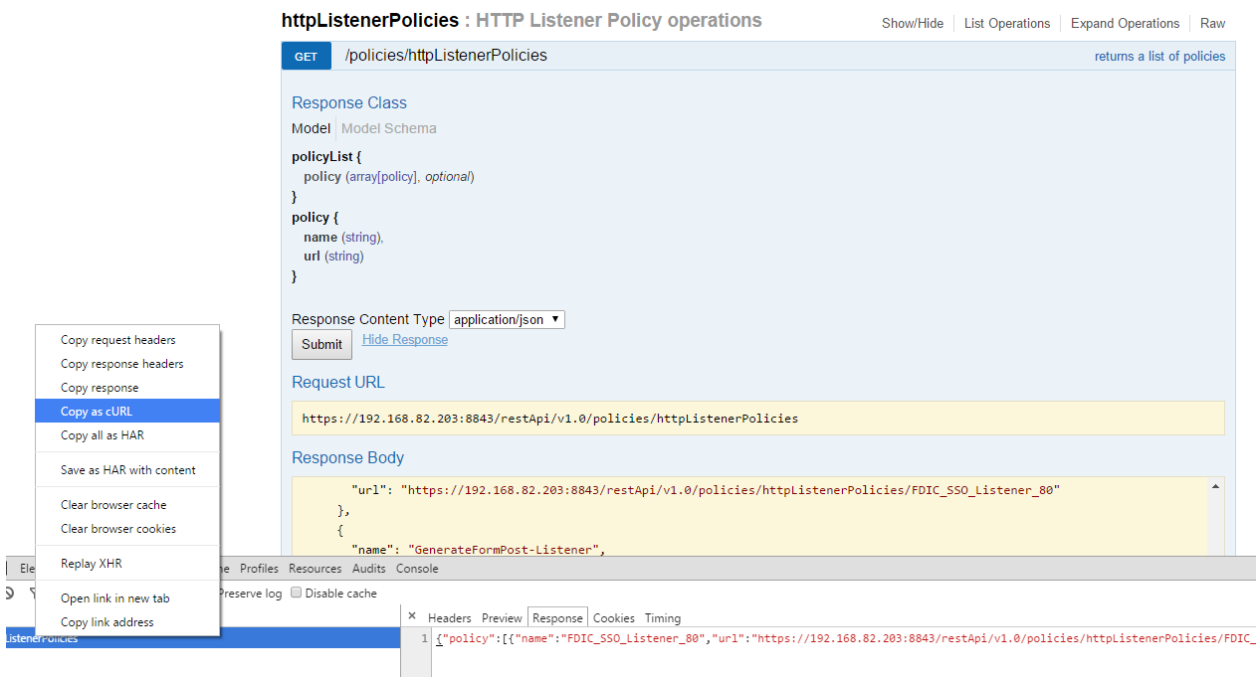 httpListenerPolicies : HTTP Listener Policy operations
Show/Hide List Operations Expand Operations Raw
GET /policies/httpListenerPolicies returns a list of policies
Response Class
Model Model Schema
policyList {
policy (array[policy], optional)
}
policy {
name (string),
url (string)
}
Response Content Type application/json
Submit Hide Response
Request URL
https://192.168.82.203:8843/restApi/v1.0/policies/httpListenerPolicies
Response Body
"url": "https://192.168.82.203:8843/restApi/v1.0/policies/httpListenerPolicies/FDIC_SSO_Listener_80"
},
{
"name": "GenerateFormPost-Listener",
Copy request headers
Copy response headers
Copy response
Copy as cURL
Copy all as HAR
Save as HAR with content
Clear browser cache
Clear browser cookies
Replay XHR
Open link in new tab
Copy link address
Ele ne Profiles Resources Audits Console
Preserve log Disable cache
× Headers Preview Response Cookies Timing
ListenerPolicies
1 {"policy":[{"name":"FDIC_SSO_Listener_80","url":"https://192.168.82.203:8843/restApi/v1.0/policies/httpListenerPolicies/FDIC_